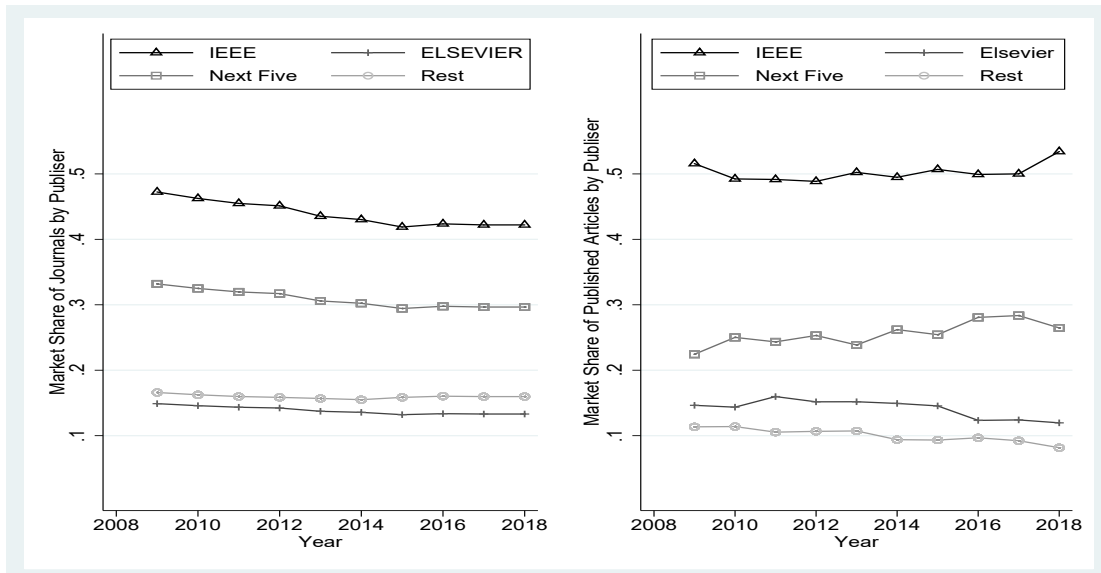 IEEE ELSEVIER
Next Five Rest
Market Share of Journals by Publiser
.5
.4
.3
.2
.1
2008 2010 2012 2014 2016 2018
Year
IEEE Elsevier
Next Five Rest
Market Share of Published Articles by Publiser
.5
.4
.3
.2
.1
2008 2010 2012 2014 2016 2018
Year